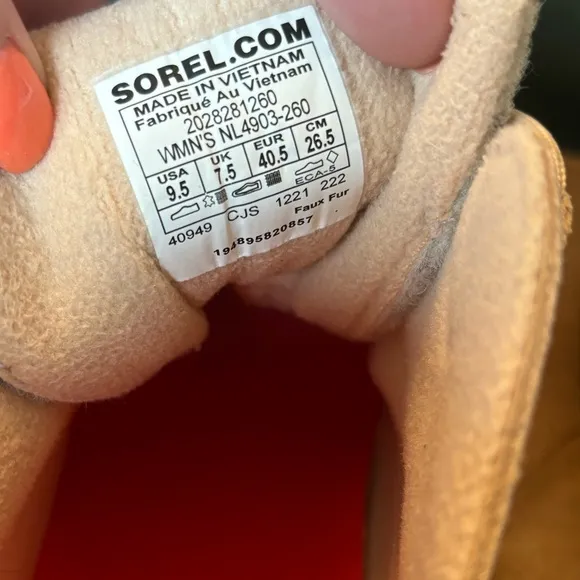 SOREL.COM
MADE IN VIETNAM
Fabriqué Au Vietnam
2028281260
WMN'S NL4903-260
USA UK EUR CM
9.5 7.5 40.5 26.5
ECA-5
40949 CJS 1221 222
Faux Fur